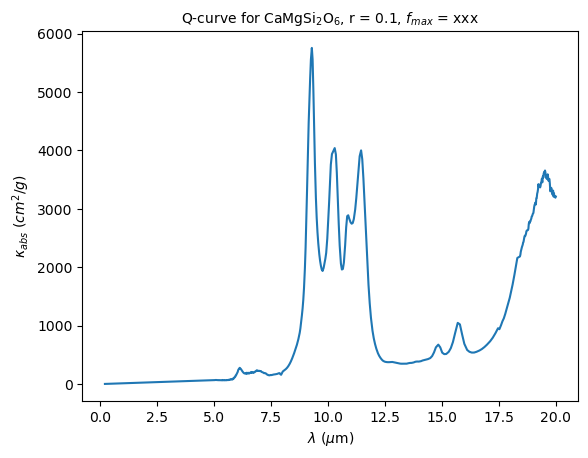 Q-curve for CaMgSi₂O₆, r = 0.1, f_max = xxx
6000
5000
4000
3000
2000
1000
0
κ_abs (cm²/g)
0.0 2.5 5.0 7.5 10.0 12.5 15.0 17.5 20.0
λ (μm)